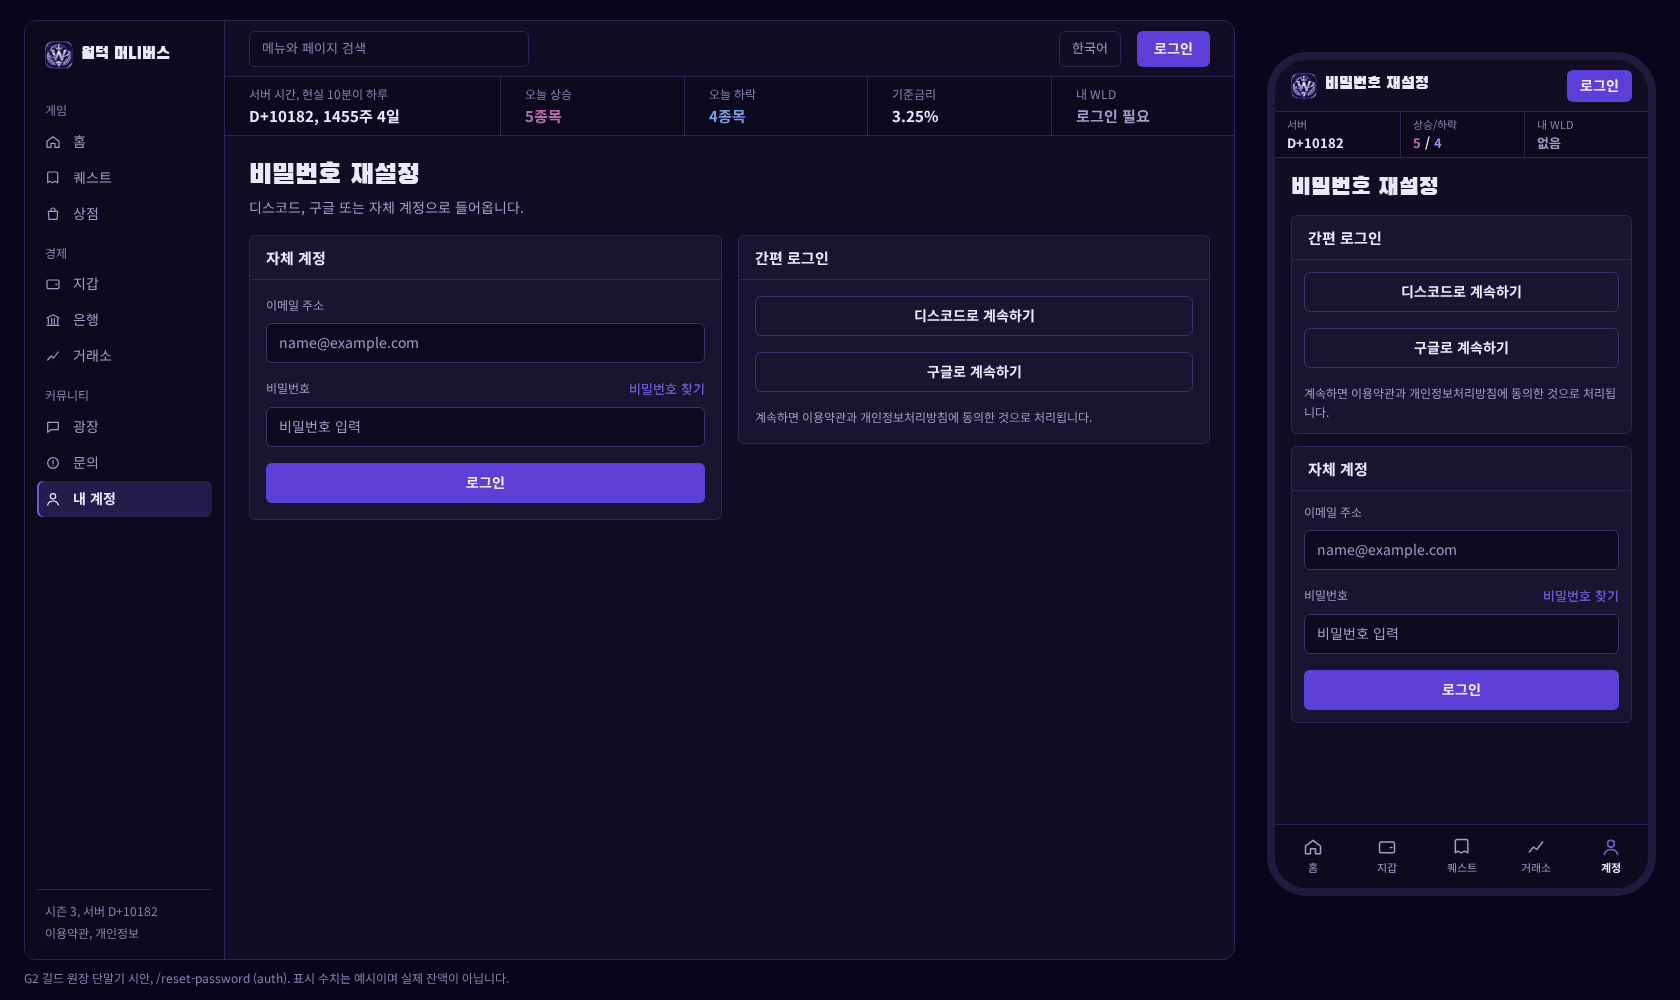 월덕 머니버스
게임
홈
퀘스트
상점
경제
지갑
은행
거래소
커뮤니티
광장
문의
내 계정
시즌 3, 서버 D+10182
이용약관, 개인정보
메뉴와 페이지 검색
한국어
로그인
서버 시간, 현실 10분이 하루
D+10182, 1455주 4일
오늘 상승
5종목
오늘 하락
4종목
기준금리
3.25%
내 WLD
로그인 필요
비밀번호 재설정
디스코드, 구글 또는 자체 계정으로 들어옵니다.
자체 계정
이메일 주소
name@example.com
비밀번호
비밀번호 찾기
비밀번호 입력
로그인
간편 로그인
디스코드로 계속하기
구글로 계속하기
계속하면 이용약관과 개인정보처리방침에 동의한 것으로 처리됩니다.
비밀번호 재설정
로그인
서버
D+10182
상승/하락
5 / 4
내 WLD
없음
비밀번호 재설정
간편 로그인
디스코드로 계속하기
구글로 계속하기
계속하면 이용약관과 개인정보처리방침에 동의한 것으로 처리됩
니다.
자체 계정
이메일 주소
name@example.com
비밀번호
비밀번호 찾기
비밀번호 입력
로그인
홈
지갑
퀘스트
거래소
계정
G2 길드 원장 단말기 시안, /reset-password (auth). 표시 수치는 예시이며 실제 잔액이 아닙니다.